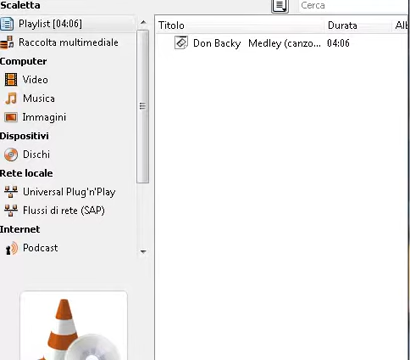 Scaletta
Cerca
Playlist [04:06]
Titolo Durata Alb
Raccolta multimediale
Don Backy Medley (canzo... 04:06
Computer
Video
Musica
Immagini
Dispositivi
Dischi
Rete locale
Universal Plug'n'Play
Flussi di rete (SAP)
Internet
Podcast